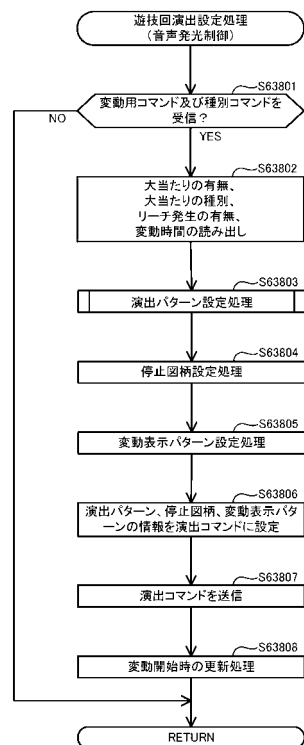 遊技回演出設定処理
(音声発光制御)
S63801
変動用コマンド及び種別コマンドを
受信?
NO
YES
S63802
大当たりの有無、
大当たりの種別、
リーチ発生の有無、
変動時間の読み出し
S63803
演出パターン設定処理
S63804
停止図柄設定処理
S63805
変動表示パターン設定処理
S63806
演出パターン、停止図柄、変動表示パタ
ーンの情報を演出コマンドに設定
S63807
演出コマンドを送信
S63808
変動開始時の更新処理
RETURN